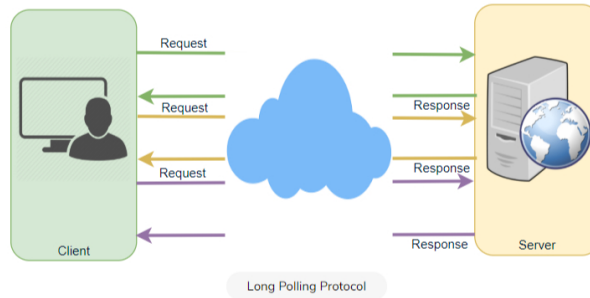 Request
Response
Request
Response
Request
Response
Client
Server
Long Polling Protocol